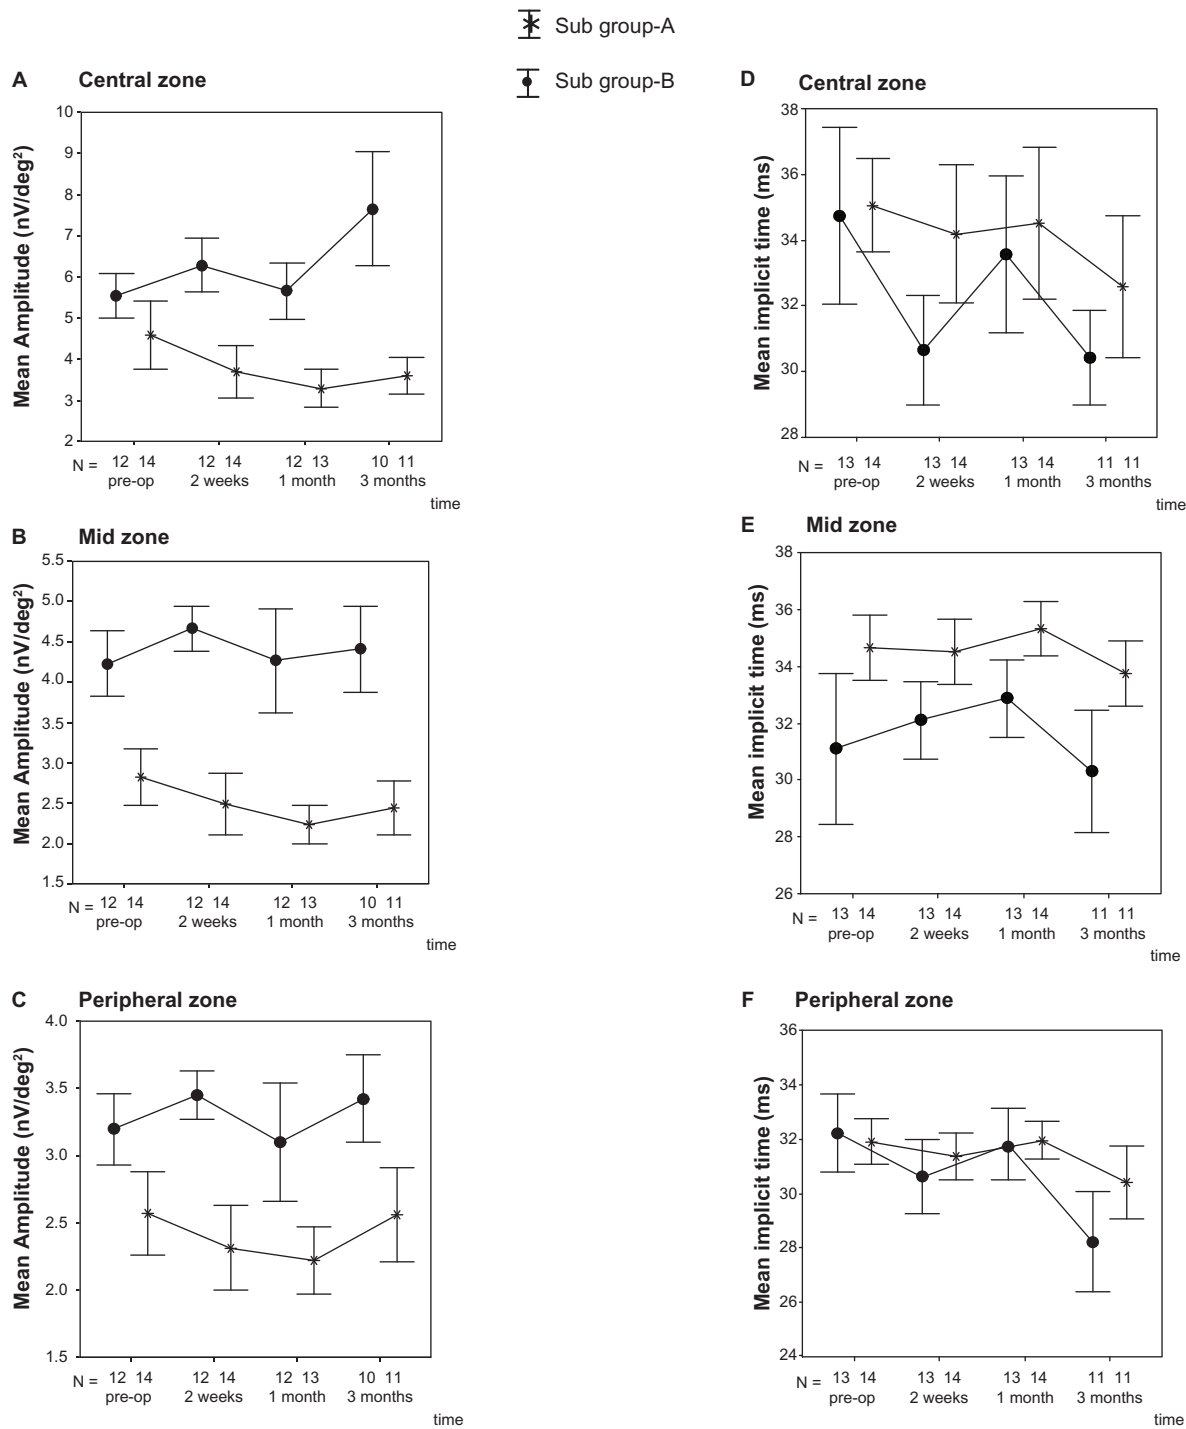 Sub group-A
Sub group-B
A Central zone
Mean Amplitude (nV/deg²)
10
9
8
7
6
5
4
3
2
N = 12 14 12 14 12 13 10 11
pre-op 2 weeks 1 month 3 months
time
B Mid zone
Mean Amplitude (nV/deg²)
5.5
5.0
4.5
4.0
3.5
3.0
2.5
2.0
1.5
N = 12 14 12 14 12 13 10 11
pre-op 2 weeks 1 month 3 months
time
C Peripheral zone
Mean Amplitude (nV/deg²)
4.0
3.5
3.0
2.5
2.0
1.5
N = 12 14 12 14 12 13 10 11
pre-op 2 weeks 1 month 3 months
time
D Central zone
Mean implicit time (ms)
38
36
34
32
30
28
N = 13 14 13 14 13 14 11 11
pre-op 2 weeks 1 month 3 months
time
E Mid zone
Mean implicit time (ms)
38
36
34
32
30
28
26
N = 13 14 13 14 13 14 11 11
pre-op 2 weeks 1 month 3 months
time
F Peripheral zone
Mean implicit time (ms)
36
34
32
30
28
26
24
N = 13 14 13 14 13 14 11 11
pre-op 2 weeks 1 month 3 months
time